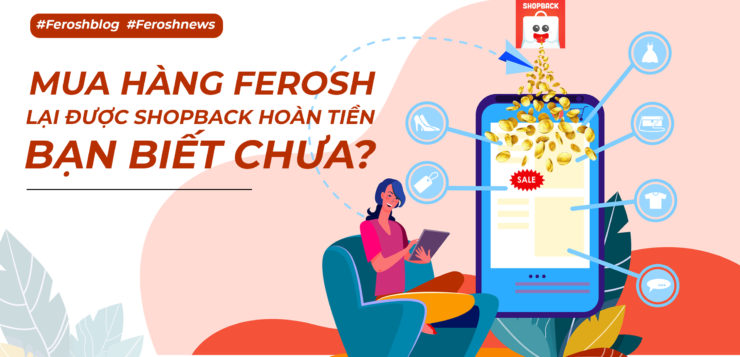 #Feroshblog #Feroshnews
SHOPBACK
MUA HÀNG FEROSH
LẠI ĐƯỢC SHOPBACK HOÀN TIỀN
BẠN BIẾT CHƯA?
SALE